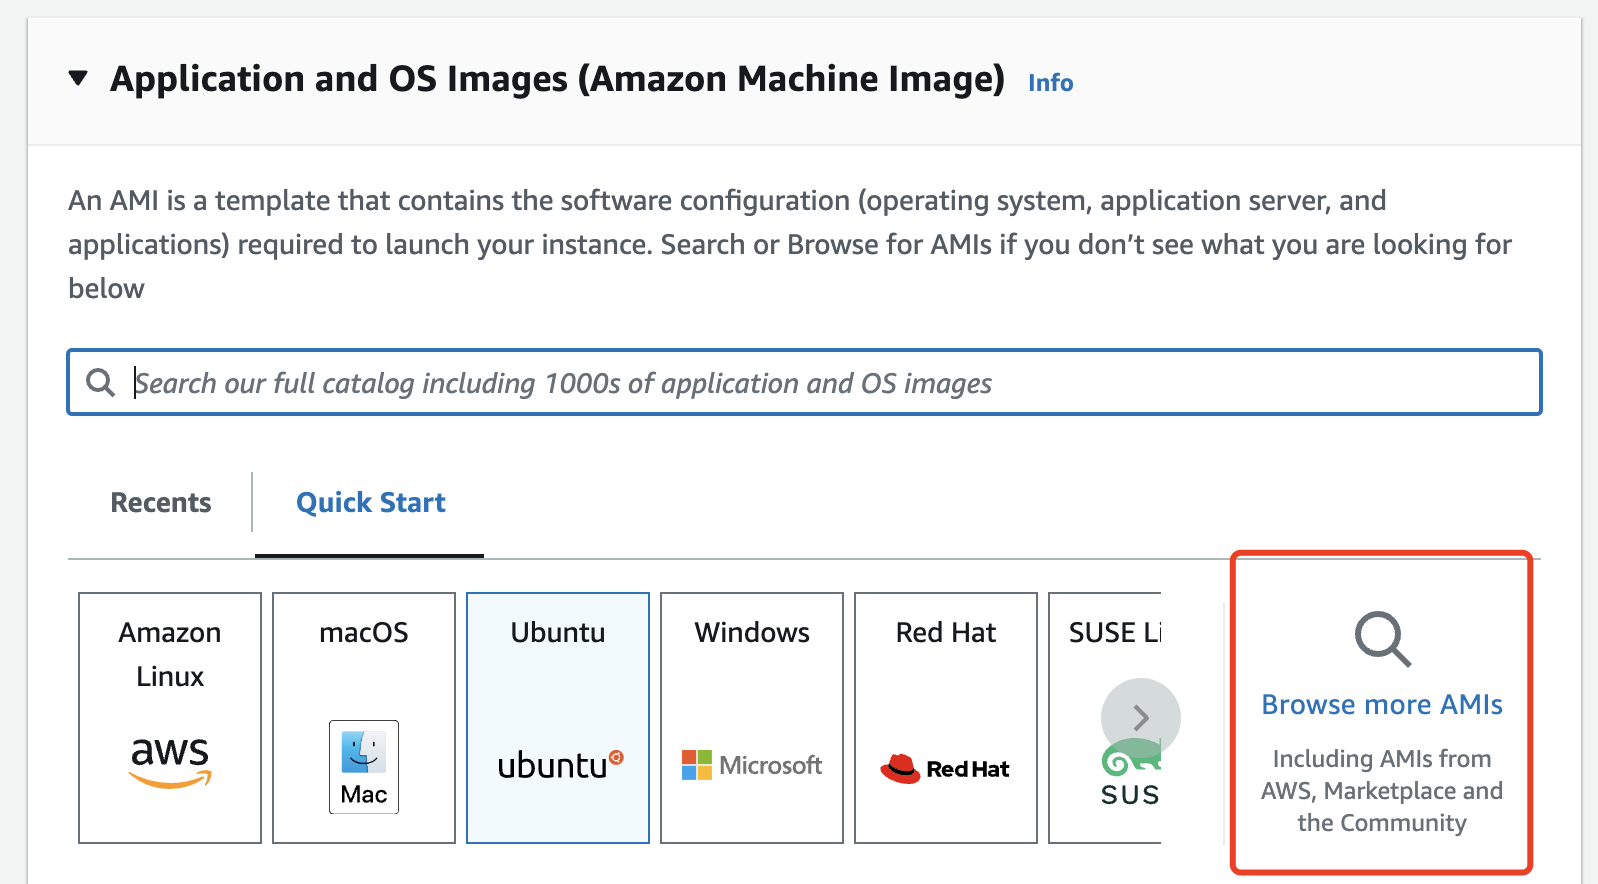 Application and OS Images (Amazon Machine Image) Info
An AMI is a template that contains the software configuration (operating system, application server, and
applications) required to launch your instance. Search or Browse for AMIs if you don’t see what you are looking for
below
Search our full catalog including 1000s of application and OS images
Recents
Quick Start
Amazon
Linux
aws
macOS
Mac
Ubuntu
ubuntu
Windows
Microsoft
Red Hat
Red Hat
SUSE Li
SUS
Browse more AMIs
Including AMIs from
AWS, Marketplace and
the Community